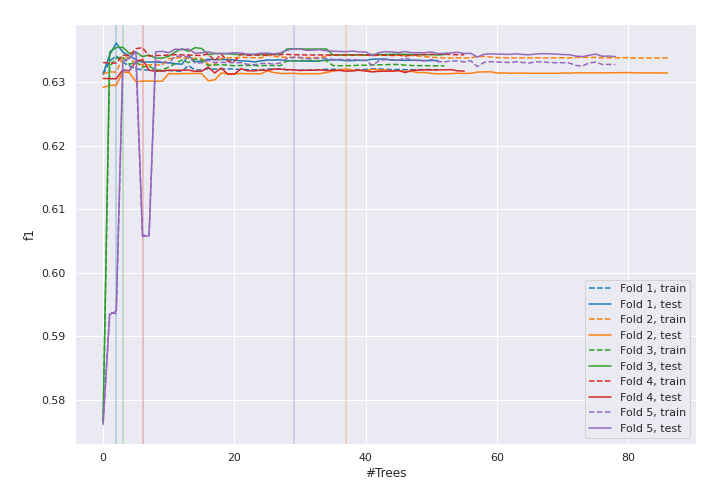 0.63
0.62
0.61
0.60
0.59
0.58
f1
0 20 40 60 80
#Trees
Fold 1, train
Fold 1, test
Fold 2, train
Fold 2, test
Fold 3, train
Fold 3, test
Fold 4, train
Fold 4, test
Fold 5, train
Fold 5, test